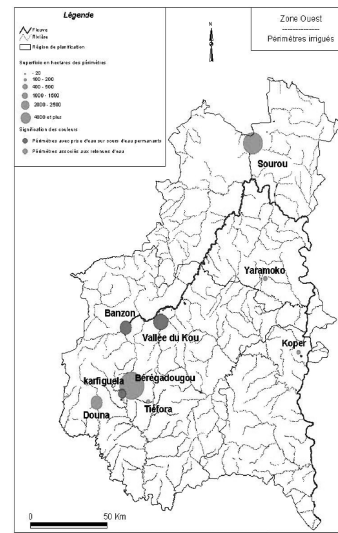 Légende
Fleuve
Rivière
Région de planification
Superficie en hectares des périmètres
- 20
100 - 200
400 - 500
1000 - 1500
2000 - 2500
4000 et plus
Signification des couleurs
Périmètres avec prise d'eau sur cours d'eau permanents
Périmètres associés aux retenues d'eau
N
Zone Ouest
--------------
Périmètres irrigués
Sourou
Yaramoko
Banzon
Vallée du Kou
Koper
karfiguela
Bérégadougou
Douna
Tiéfora
0 50 Km